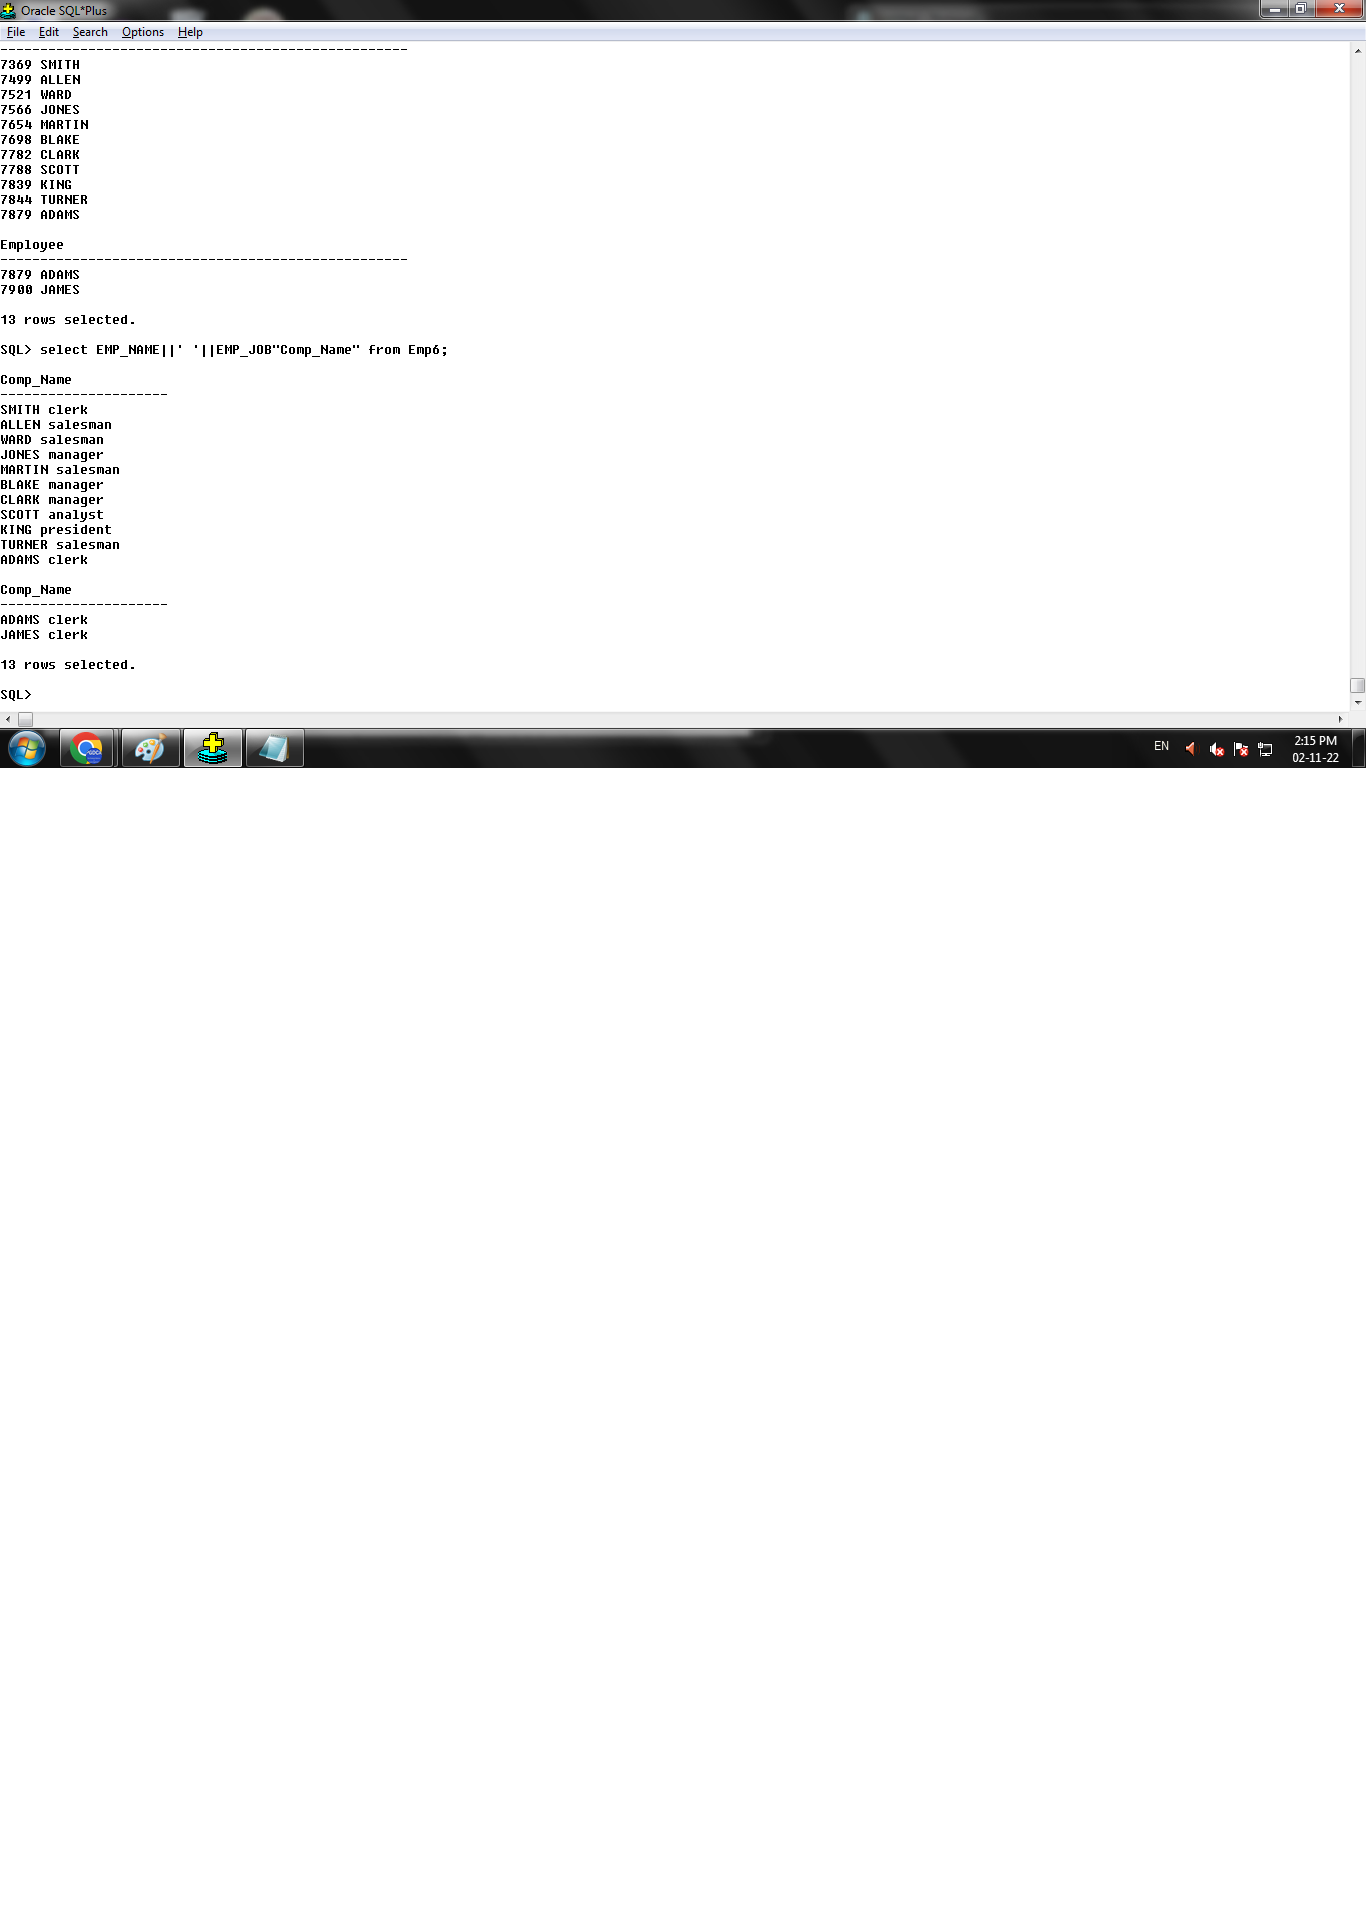 Oracle SQL*Plus
File Edit Search Options Help
---------------------------------------------------
7369 SMITH
7499 ALLEN
7521 WARD
7566 JONES
7654 MARTIN
7698 BLAKE
7782 CLARK
7788 SCOTT
7839 KING
7844 TURNER
7879 ADAMS
Employee
---------------------------------------------------
7879 ADAMS
7900 JAMES
13 rows selected.
SQL> select EMP_NAME||' '||EMP_JOB"Comp_Name" from Emp6;
Comp_Name
---------------------
SMITH clerk
ALLEN salesman
WARD salesman
JONES manager
MARTIN salesman
BLAKE manager
CLARK manager
SCOTT analyst
KING president
TURNER salesman
ADAMS clerk
Comp_Name
---------------------
ADAMS clerk
JAMES clerk
13 rows selected.
SQL>
EN
2:15 PM
02-11-22